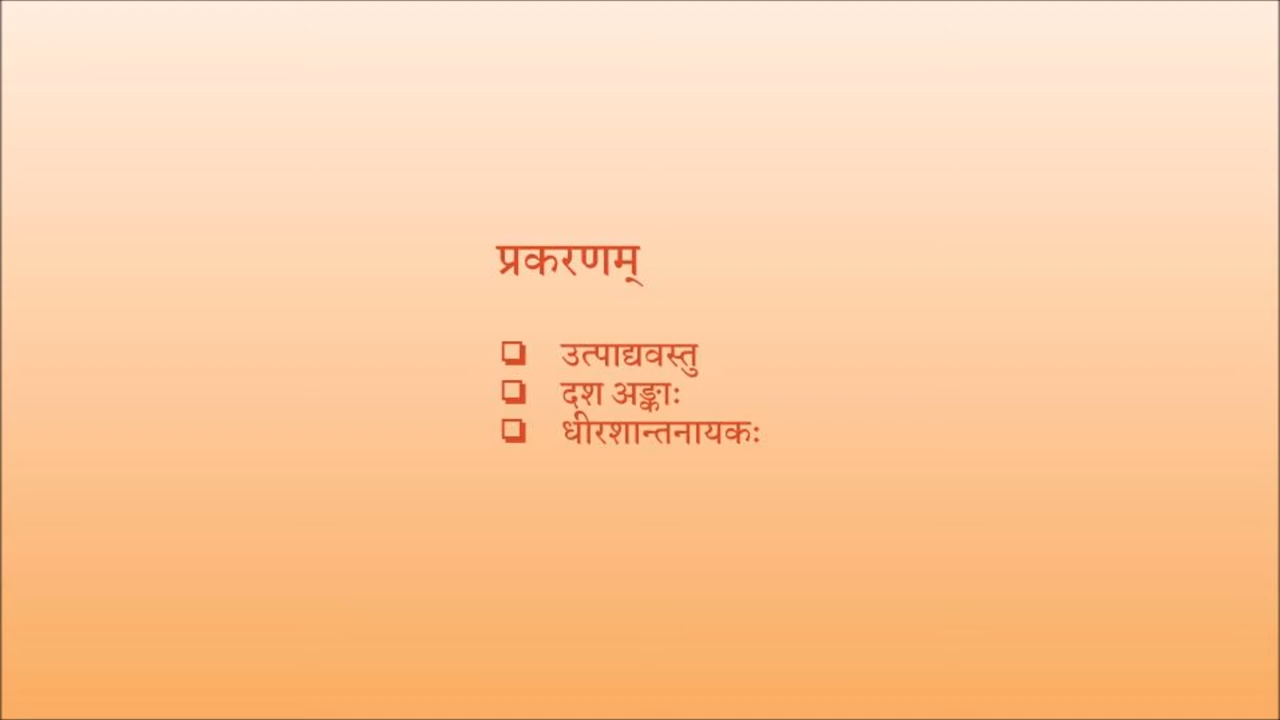 प्रकरणम्
❑ उत्पाद्यवस्तु
❑ दश अङ्काः
❑ धीरशान्तनायकः